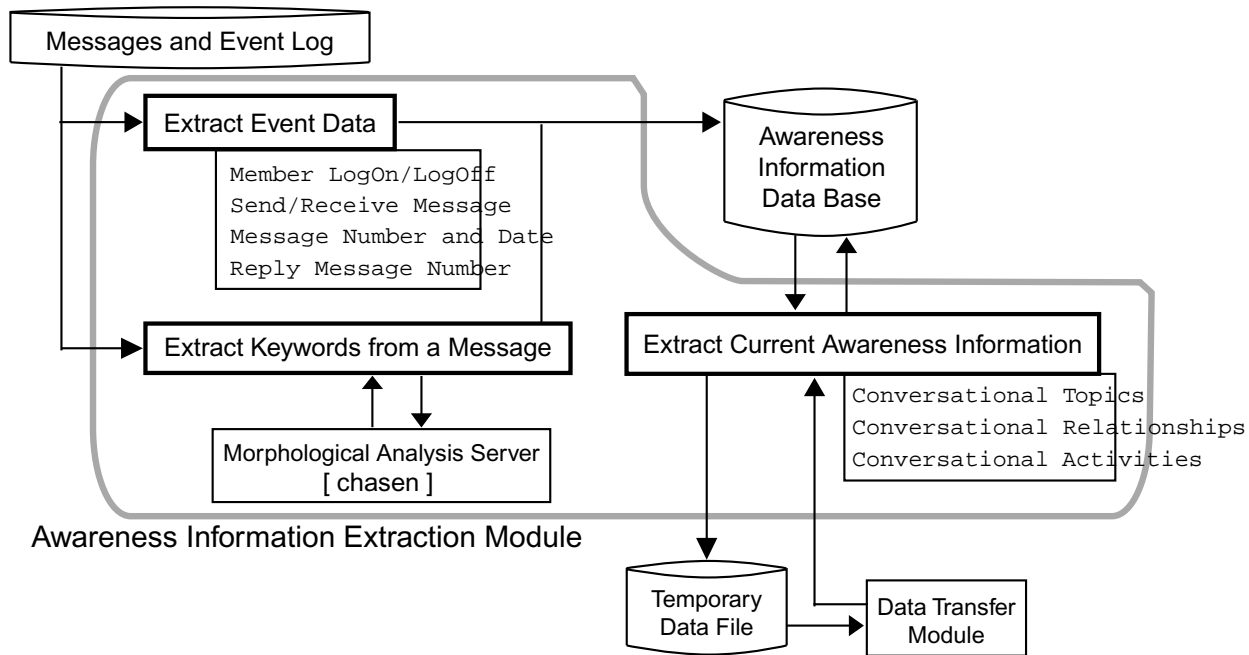 Messages and Event Log
Extract Event Data
Member LogOn/LogOff
Send/Receive Message
Message Number and Date
Reply Message Number
Awareness
Information
Data Base
Extract Keywords from a Message
Extract Current Awareness Information
Conversational Topics
Conversational Relationships
Conversational Activities
Morphological Analysis Server
[ chasen ]
Awareness Information Extraction Module
Temporary
Data File
Data Transfer
Module